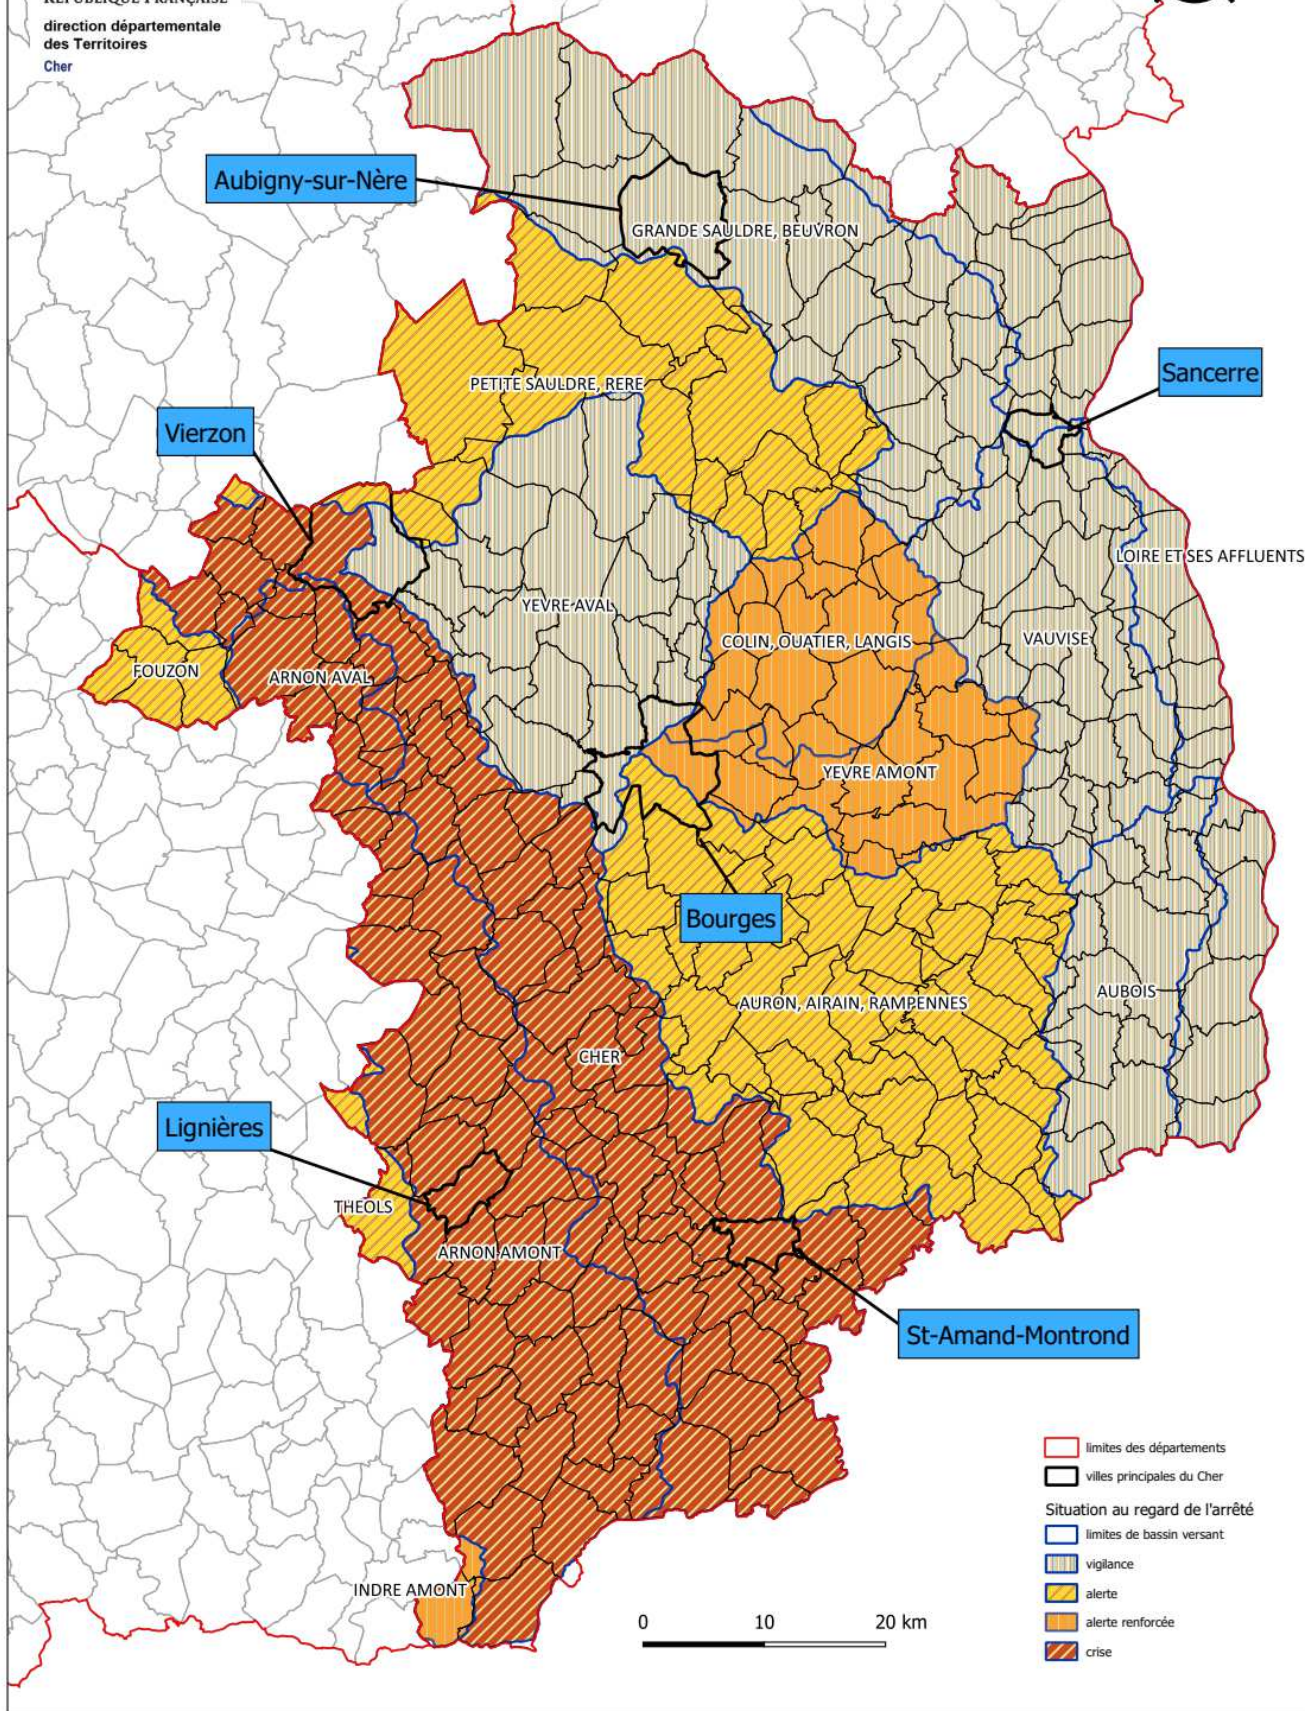 RÉPUBLIQUE FRANÇAISE
direction départementale
des Territoires
Cher
Aubigny-sur-Nère
GRANDE SAULDRE, BEUVRON
Sancerre
PETITE SAULDRE, RERE
Vierzon
LOIRE ET SES AFFLUENTS
YEVRE AVAL
COLIN, OUATIER, LANGIS
VAUVISE
FOUZON
ARNON AVAL
YEVRE AMONT
Bourges
AUBOIS
AURON, AIRAIN, RAMPENNES
CHER
Lignières
THEOLS
ARNON AMONT
St-Amand-Montrond
limites des départements
villes principales du Cher
Situation au regard de l'arrêté
limites de bassin versant
vigilance
alerte
alerte renforcée
crise
INDRE AMONT
0 10 20 km